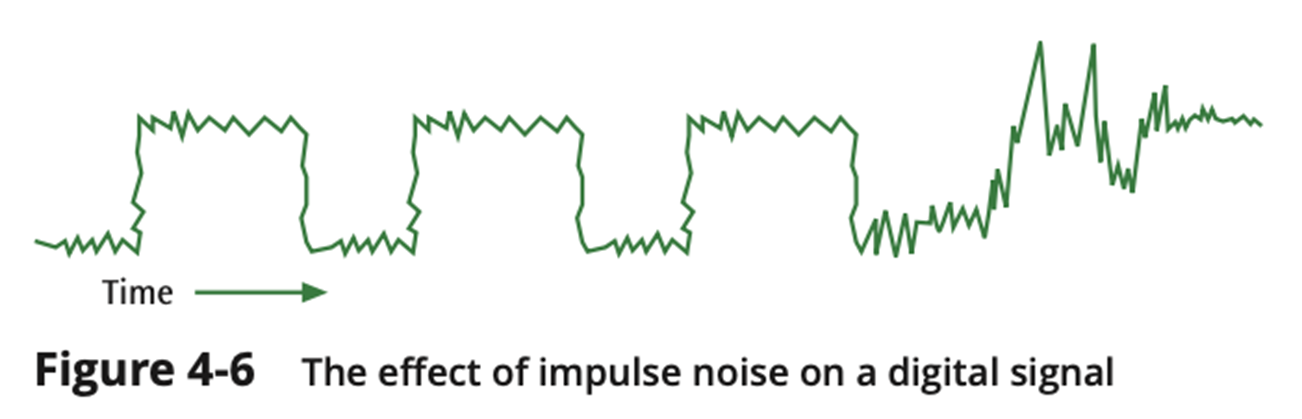 Time
Figure 4-6 The effect of impulse noise on a digital signal